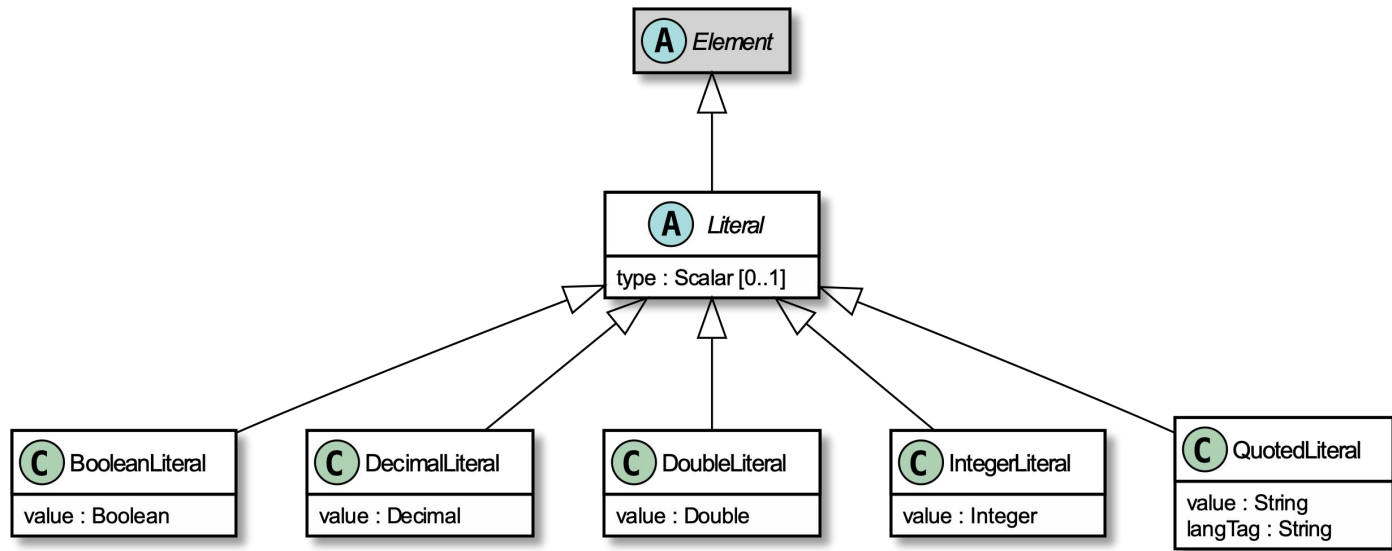 A Element
A Literal
type : Scalar [0..1]
C BooleanLiteral
value : Boolean
C DecimalLiteral
value : Decimal
C DoubleLiteral
value : Double
C IntegerLiteral
value : Integer
C QuotedLiteral
value : String
langTag : String